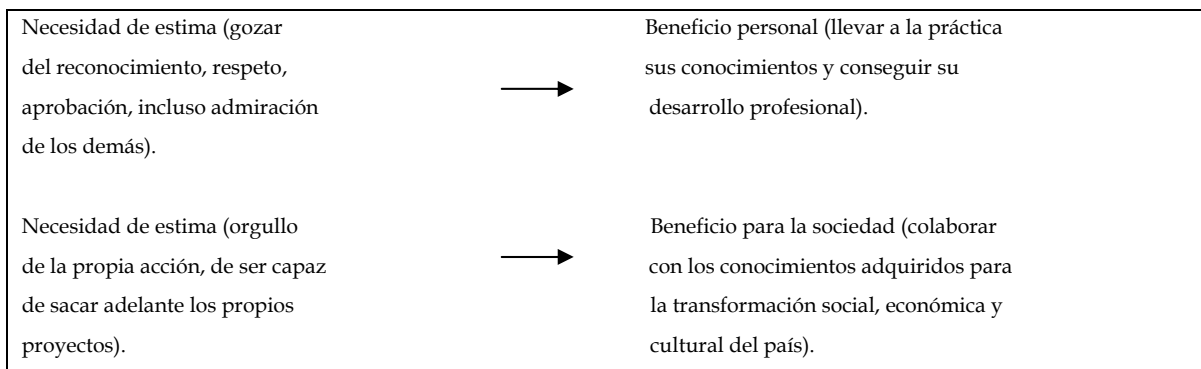 Necesidad de estima (gozar
del reconocimiento, respeto,
aprobación, incluso admiración
de los demás).
Beneficio personal (llevar a la práctica
sus conocimientos y conseguir su
desarrollo profesional).
Necesidad de estima (orgullo
de la propia acción, de ser capaz
de sacar adelante los propios
proyectos).
Beneficio para la sociedad (colaborar
con los conocimientos adquiridos para
la transformación social, económica y
cultural del país).